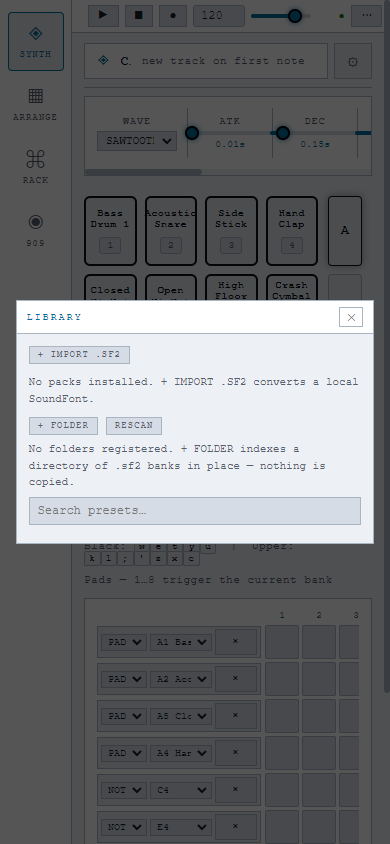 120
SYNTH
C. new track on first note
ARRANGE
WAVE ATK DEC
SAWTOOT
0.01s 0.15s
RACK
Bass Drum 1
1
Acoustic Snare
2
Side Stick
3
Hand Clap
4
A
909
Closed
Open
High Floor
Crash Cymbal
LIBRARY
+ IMPORT .SF2
No packs installed. + IMPORT .SF2 converts a local
SoundFont.
+ FOLDER RESCAN
No folders registered. + FOLDER indexes a
directory of .sf2 banks in place — nothing is
copied.
Search presets…
Black: w e t y u | Upper:
k l ; ' z x c
Pads — 1…8 trigger the current bank
1 2 3
PAD A1 Bas ×
PAD A2 Aco ×
PAD A3 Clo ×
PAD A4 Har ×
NOT C4 ×
NOT E4 ×